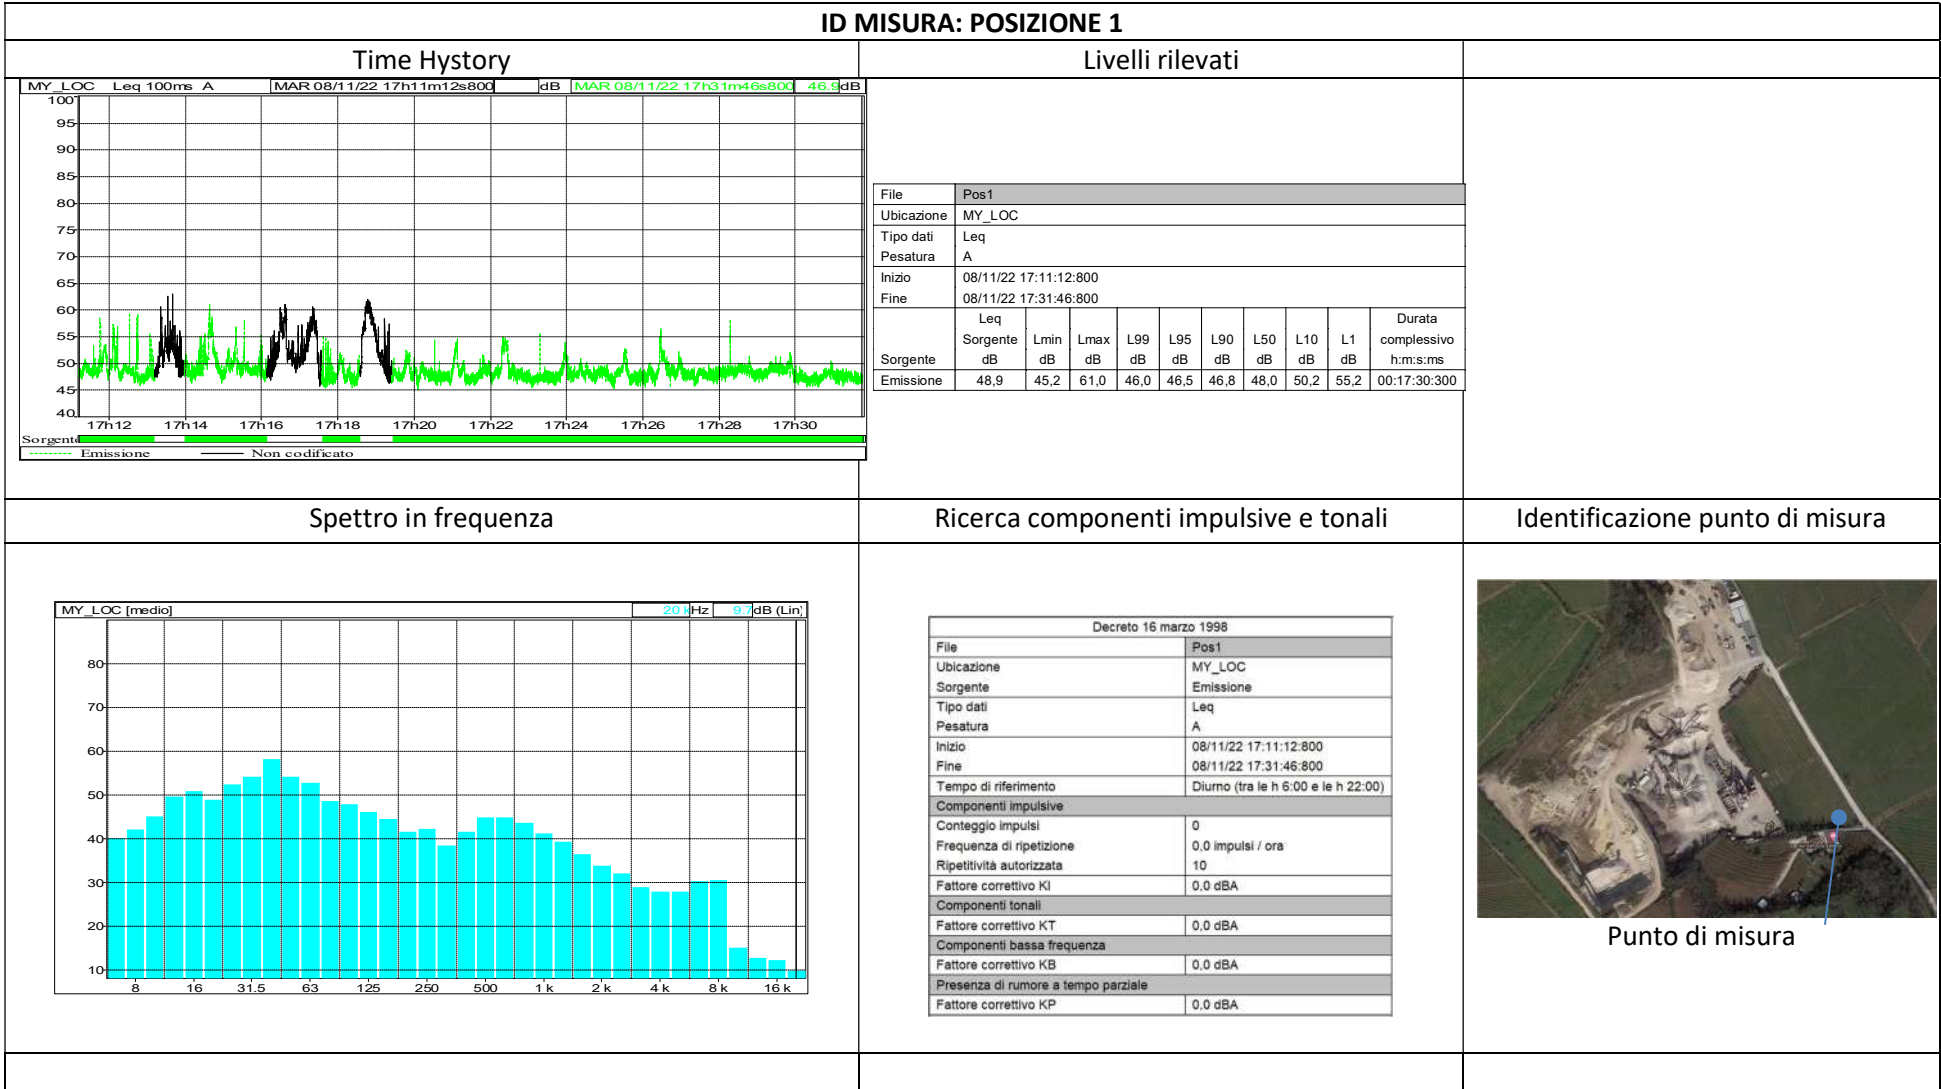 ID MISURA: POSIZIONE 1
Time Hystory
Livelli rilevati
MY_LOC Leq 100ms A MAR 08/11/22 17h11m12s800 dB MAR 08/11/22 17h31m46s800 46.9 dB
100
95
90
85
80
75
70
65
60
55
50
45
40
17h12 17h14 17h16 17h18 17h20 17h22 17h24 17h26 17h28 17h30
Sorgente
Emissione Non codificato
File Pos1
Ubicazione MY_LOC
Tipo dati Leq
Pesatura A
Inizio 08/11/22 17:11:12:800
Fine 08/11/22 17:31:46:800
Leq Durata
Sorgente Lmin Lmax L99 L95 L90 L50 L10 L1 complessivo
Sorgente dB dB dB dB dB dB dB dB dB h:m:s:ms
Emissione 48,9 45,2 61,0 46,0 46,5 46,8 48,0 50,2 55,2 00:17:30:300
Spettro in frequenza
Ricerca componenti impulsive e tonali
Identificazione punto di misura
MY_LOC [medio] 20 kHz 9.7 dB (Lin)
80
70
60
50
40
30
20
10
8 16 31.5 63 125 250 500 1 k 2 k 4 k 8 k 16 k
Decreto 16 marzo 1998
File Pos1
Ubicazione MY_LOC
Sorgente Emissione
Tipo dati Leq
Pesatura A
Inizio 08/11/22 17:11:12:800
Fine 08/11/22 17:31:46:800
Tempo di riferimento Diurno (tra le h 6:00 e le h 22:00)
Componenti impulsive
Conteggio impulsi 0
Frequenza di ripetizione 0,0 impulsi / ora
Ripetitività autorizzata 10
Fattore correttivo KI 0,0 dBA
Componenti tonali
Fattore correttivo KT 0,0 dBA
Componenti bassa frequenza
Fattore correttivo KB 0,0 dBA
Presenza di rumore a tempo parziale
Fattore correttivo KP 0,0 dBA
Punto di misura